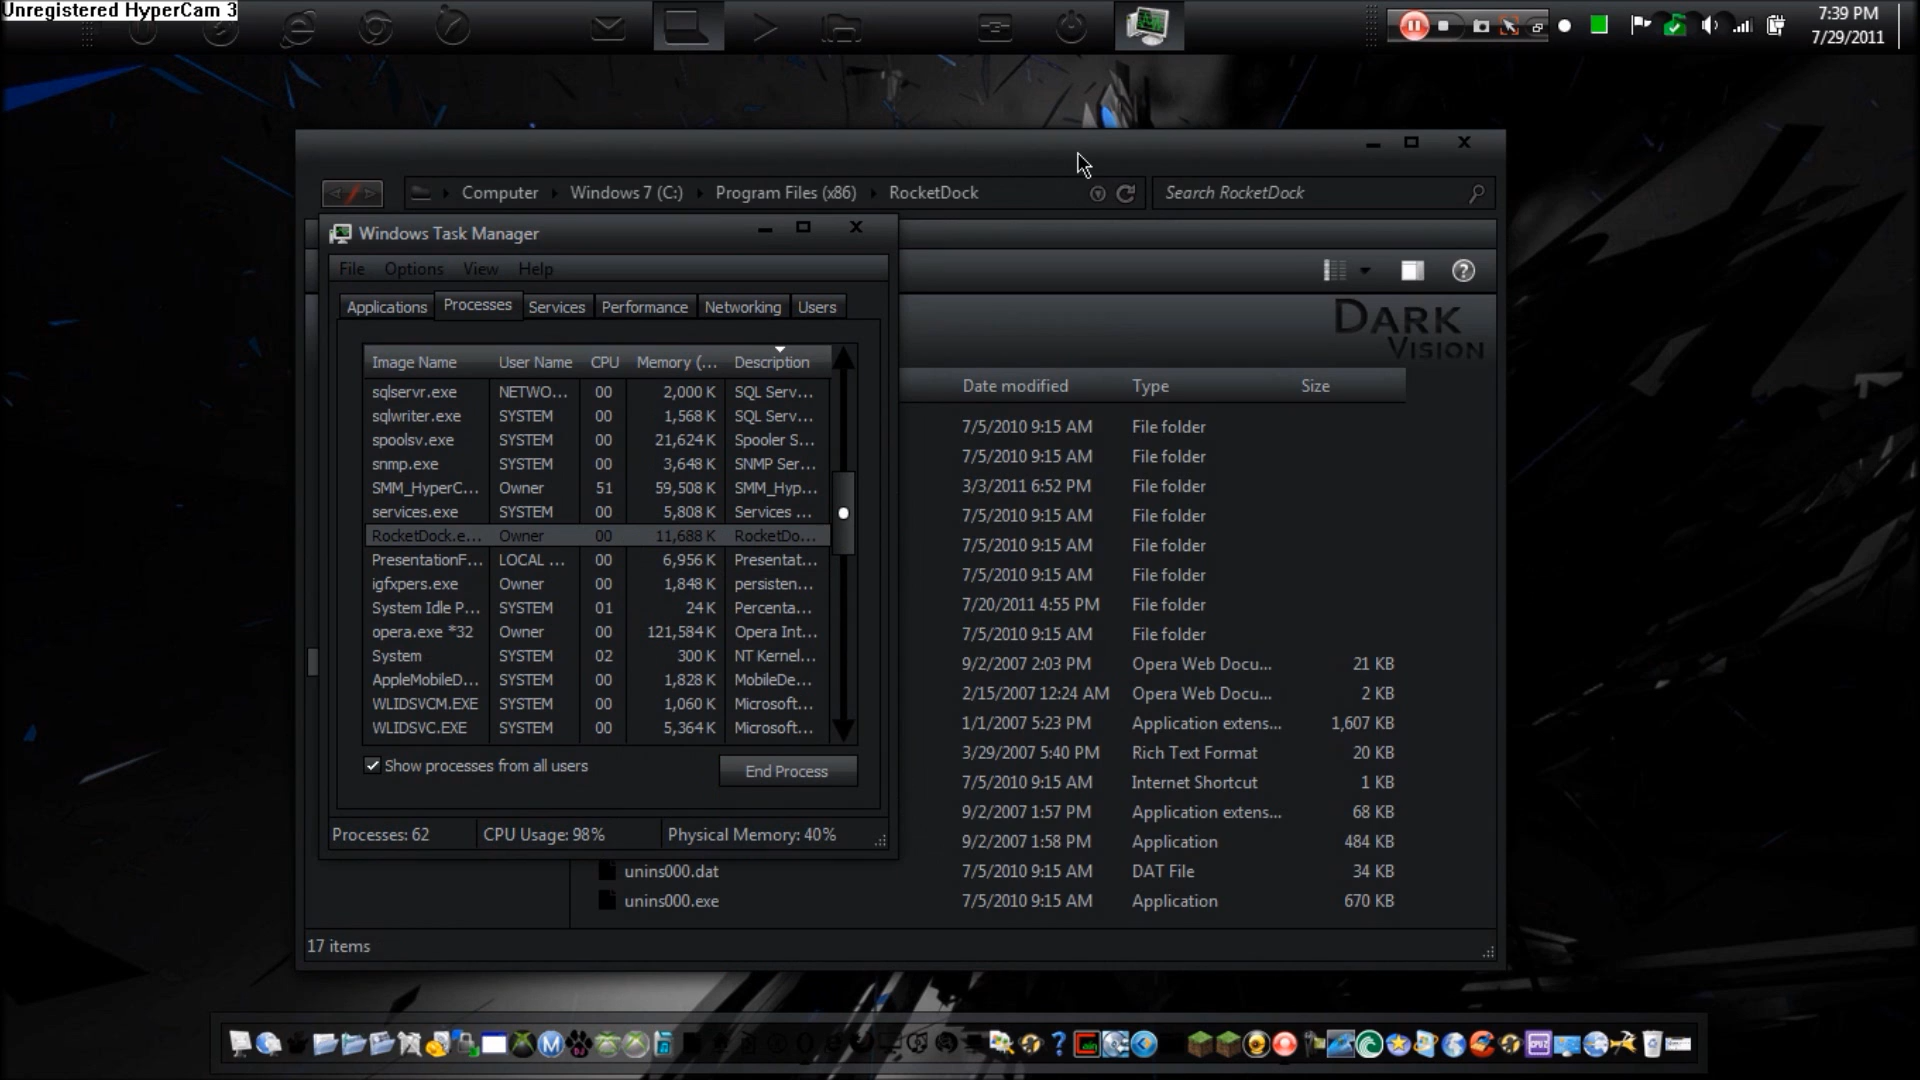 Unregistered HyperCam 3
7:39 PM
7/29/2011
Computer Windows 7 (C:) Program Files (x86) RocketDock
Search RocketDock
Windows Task Manager
File Options View Help
Applications Processes Services Performance Networking Users
DARK
VISION
Image Name User Name CPU Memory (... Description
Date modified Type Size
sqlservr.exe NETWO... 00 2,000 K SQL Serv...
sqlwriter.exe SYSTEM 00 1,568 K SQL Serv...
spoolsv.exe SYSTEM 00 21,624 K Spooler S...
snmp.exe SYSTEM 00 3,648 K SNMP Ser...
SMM_HyperC... Owner 51 59,508 K SMM_Hyp...
services.exe SYSTEM 00 5,808 K Services ...
RocketDock.e... Owner 00 11,688 K RocketDo...
PresentationF... LOCAL ... 00 6,956 K Presentat...
igfxpers.exe Owner 00 1,848 K persisten...
System Idle P... SYSTEM 01 24 K Percenta...
opera.exe *32 Owner 00 121,584 K Opera Int...
System SYSTEM 02 300 K NT Kernel...
AppleMobileD... SYSTEM 00 1,828 K MobileDe...
WLIDSVCM.EXE SYSTEM 00 1,060 K Microsoft...
WLIDSVC.EXE SYSTEM 00 5,364 K Microsoft...
Show processes from all users
End Process
Processes: 62 CPU Usage: 98% Physical Memory: 40%
7/5/2010 9:15 AM File folder
7/5/2010 9:15 AM File folder
3/3/2011 6:52 PM File folder
7/5/2010 9:15 AM File folder
7/5/2010 9:15 AM File folder
7/5/2010 9:15 AM File folder
7/20/2011 4:55 PM File folder
7/5/2010 9:15 AM File folder
9/2/2007 2:03 PM Opera Web Docu... 21 KB
2/15/2007 12:24 AM Opera Web Docu... 2 KB
1/1/2007 5:23 PM Application extens... 1,607 KB
3/29/2007 5:40 PM Rich Text Format 20 KB
7/5/2010 9:15 AM Internet Shortcut 1 KB
9/2/2007 1:57 PM Application extens... 68 KB
9/2/2007 1:58 PM Application 484 KB
unins000.dat 7/5/2010 9:15 AM DAT File 34 KB
unins000.exe 7/5/2010 9:15 AM Application 670 KB
17 items